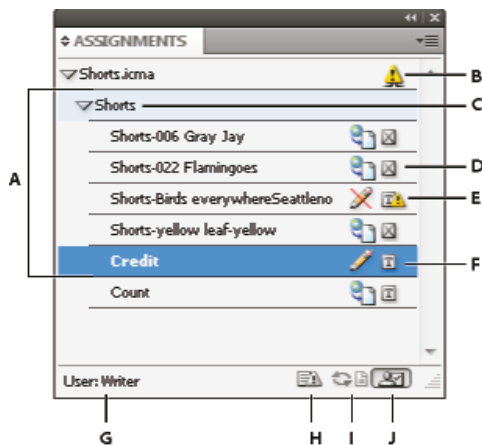 ASSIGNMENTS
Shorts.icma B
Shorts C
Shorts-006 Gray Jay
Shorts-022 Flamingoes D
A
Shorts-Birds everywhereSeattleno E
Shorts-yellow leaf-yellow
Credit F
Count
User: Writer
G H I J